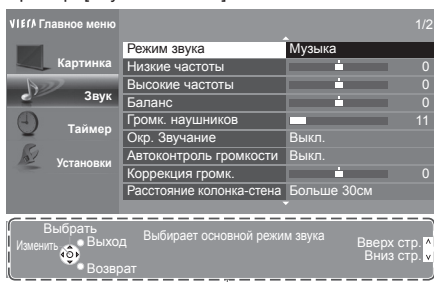 VIErA Главное меню 1/2
Картинка
Звук
Таймер
Установки
Режим звука Музыка
Низкие частоты 0
Высокие частоты 0
Баланс 0
Громк. наушников 11
Окр. Звучание Выкл.
Автоконтроль громкости Выкл.
Коррекция громк. 0
Расстояние колонка-стена Больше 30см
Выбрать
Изменить
Выход
Возврат
Выбирает основной режим звука
Вверх стр.
Вниз стр.